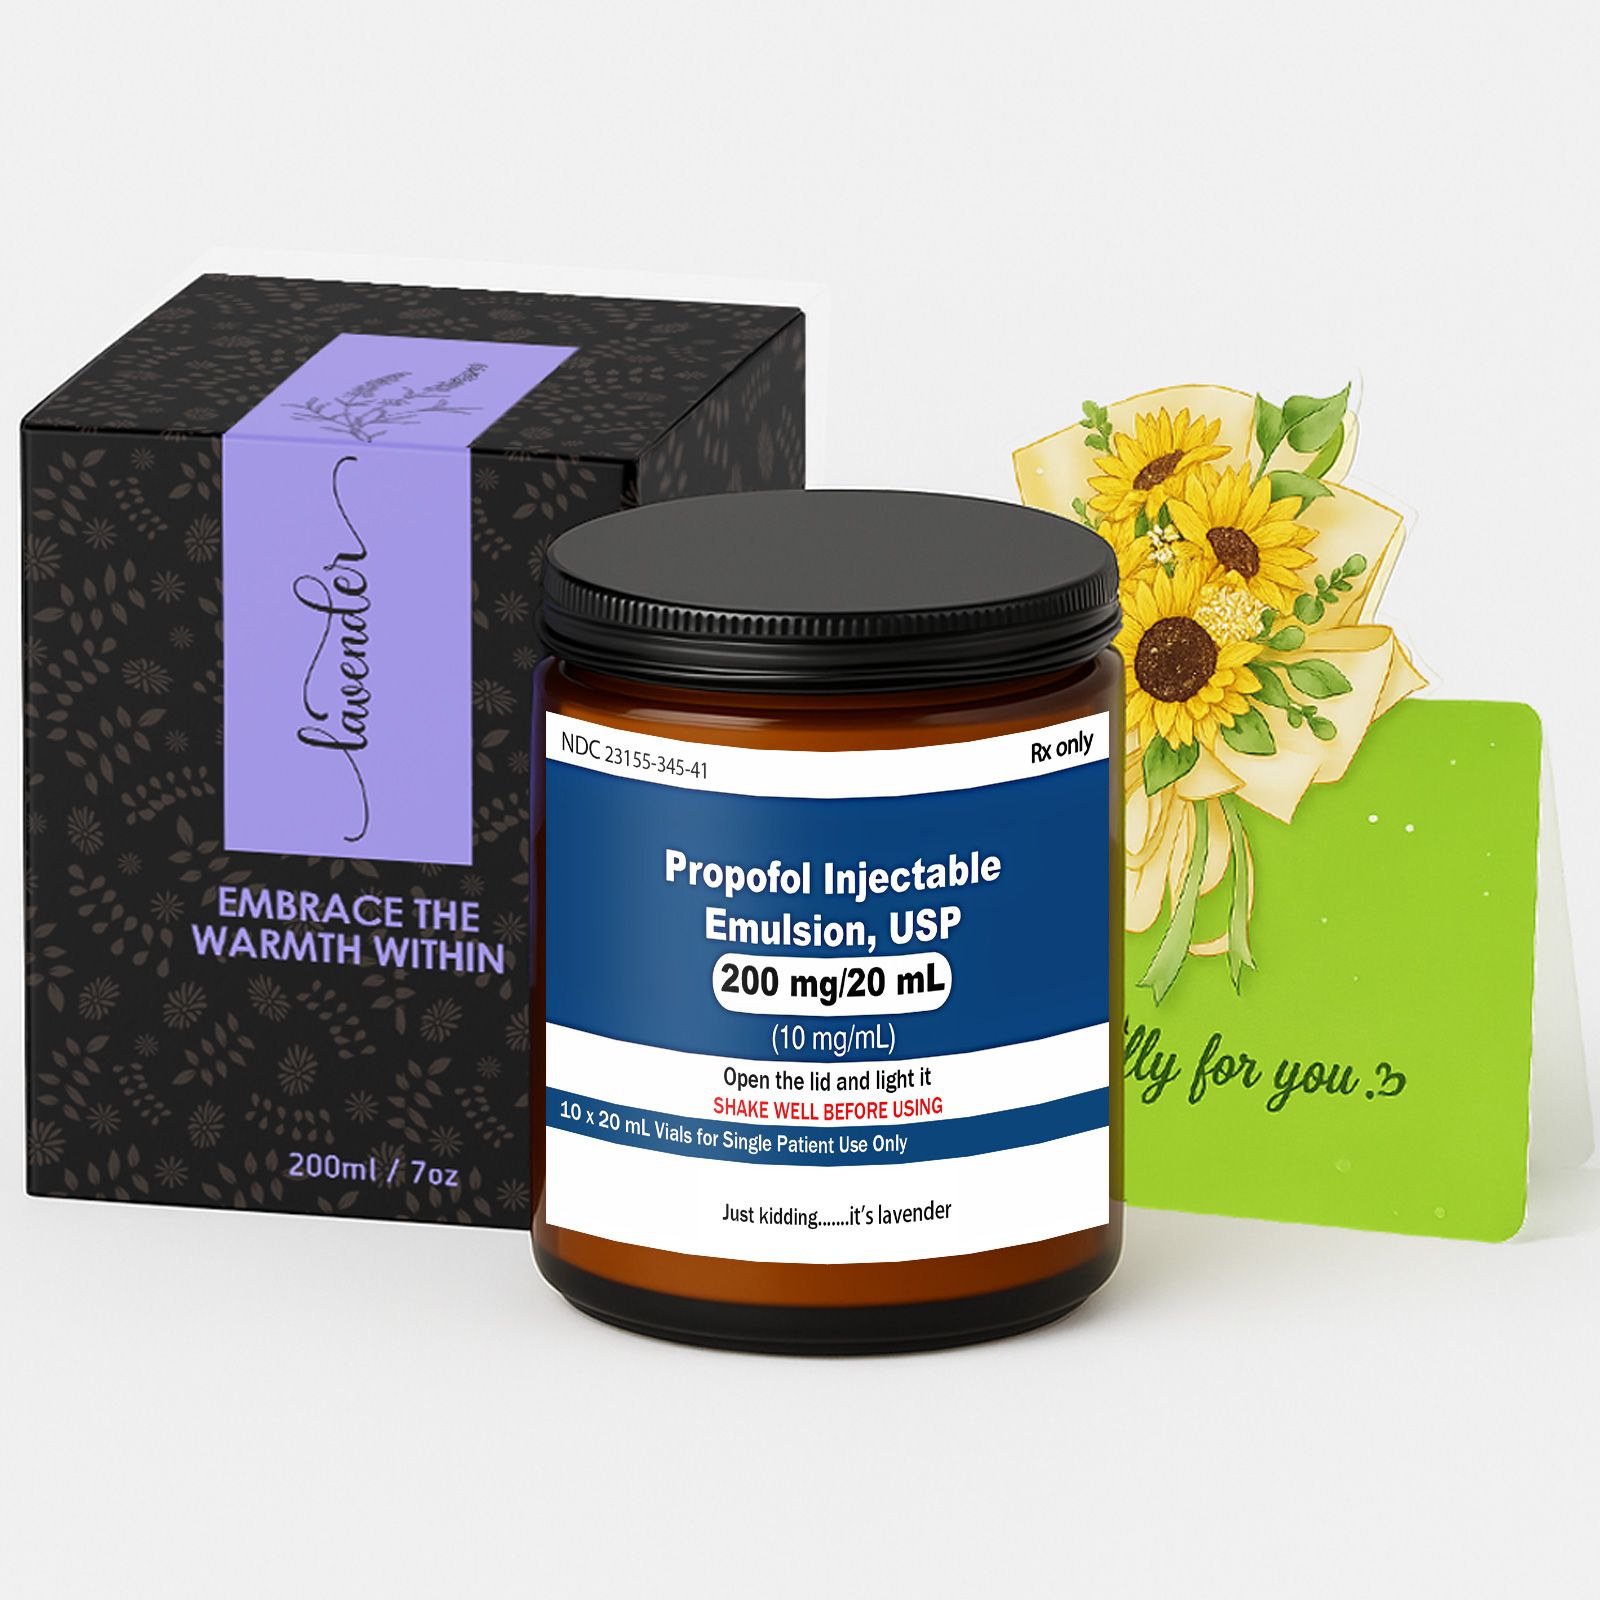 lavender
EMBRACE THE
WARMTH WITHIN
200ml / 7oz
NDC 23155-345-41
Rx only
Propofol Injectable
Emulsion, USP
200 mg/20 mL
(10 mg/mL)
Open the lid and light it
SHAKE WELL BEFORE USING
10 x 20 mL Vials for Single Patient Use Only
Just kidding.......it's lavender
for you